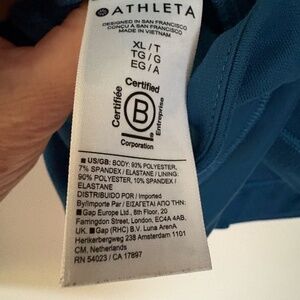 ATHLETA
DESIGNED IN SAN FRANCISCO
CONÇU A SAN FRANCISCO
MADE IN VIETNAM
XL/T
TG/G
EG/A
Certified
Certifiée
B
Entreprise
Corporation
■ US/GB: BODY: 93% POLYESTER,
7% SPANDEX / ELASTANE / LINING:
90% POLYESTER, 10% SPANDEX /
ELASTANE
DISTRIBUIDO POR / Imported
By/Importe Par / ΕΙΣΑΓΕΤΑΙ ΑΠΟ ΤΗΝ:
■ Gap Europe Ltd., 8th Floor, 20
Farringdon Street, London, EC4A 4AB.
UK. ■ Gap (RHC) B.V. Luna ArenA
Herikerbergweg 238 Amsterdam 1101
CM, Netherlands
RN 54023 / CA 17897